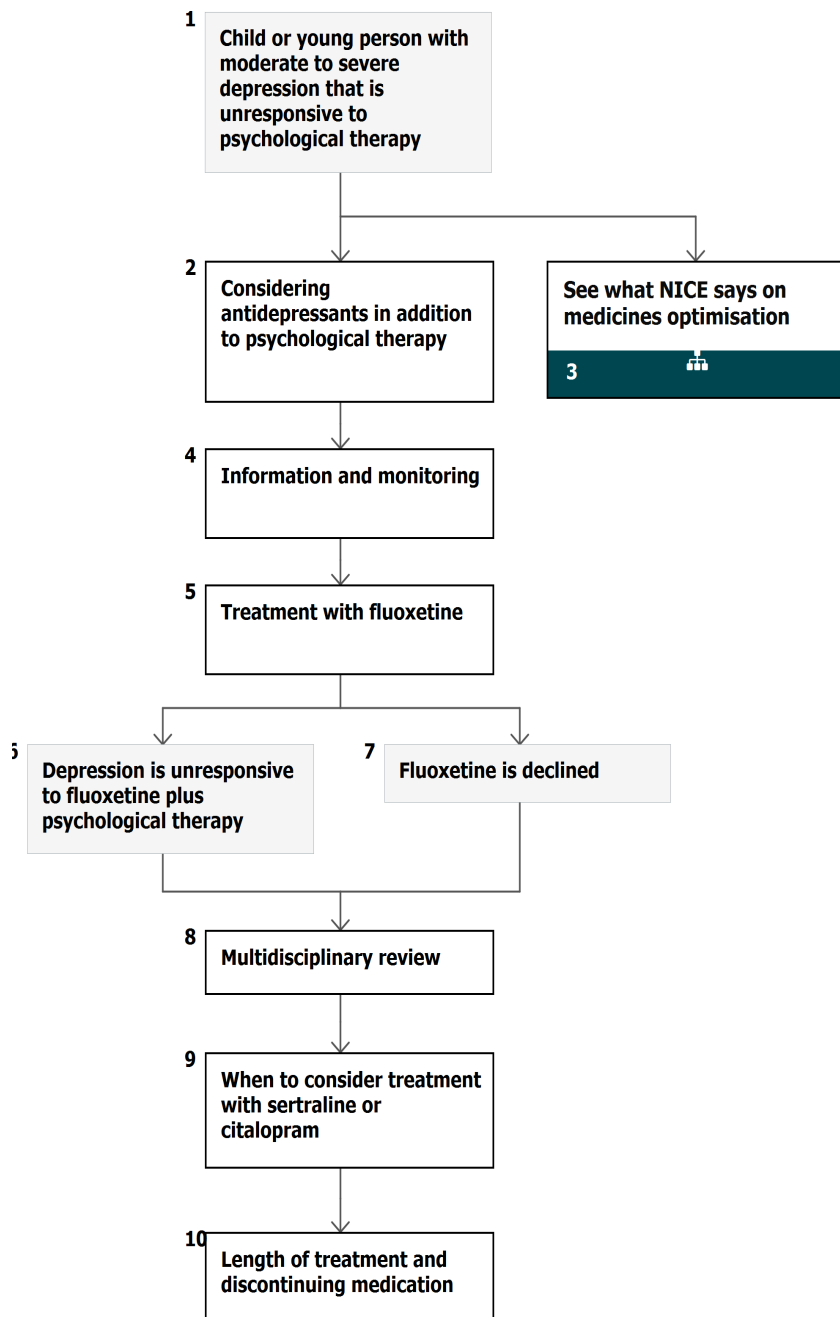 1
Child or young person with
moderate to severe
depression that is
unresponsive to
psychological therapy
2
Considering
antidepressants in addition
to psychological therapy
See what NICE says on
medicines optimisation
3
4
Information and monitoring
5
Treatment with fluoxetine
Depression is unresponsive
to fluoxetine plus
psychological therapy
7
Fluoxetine is declined
8
Multidisciplinary review
9
When to consider treatment
with sertraline or
citalopram
10
Length of treatment and
discontinuing medication